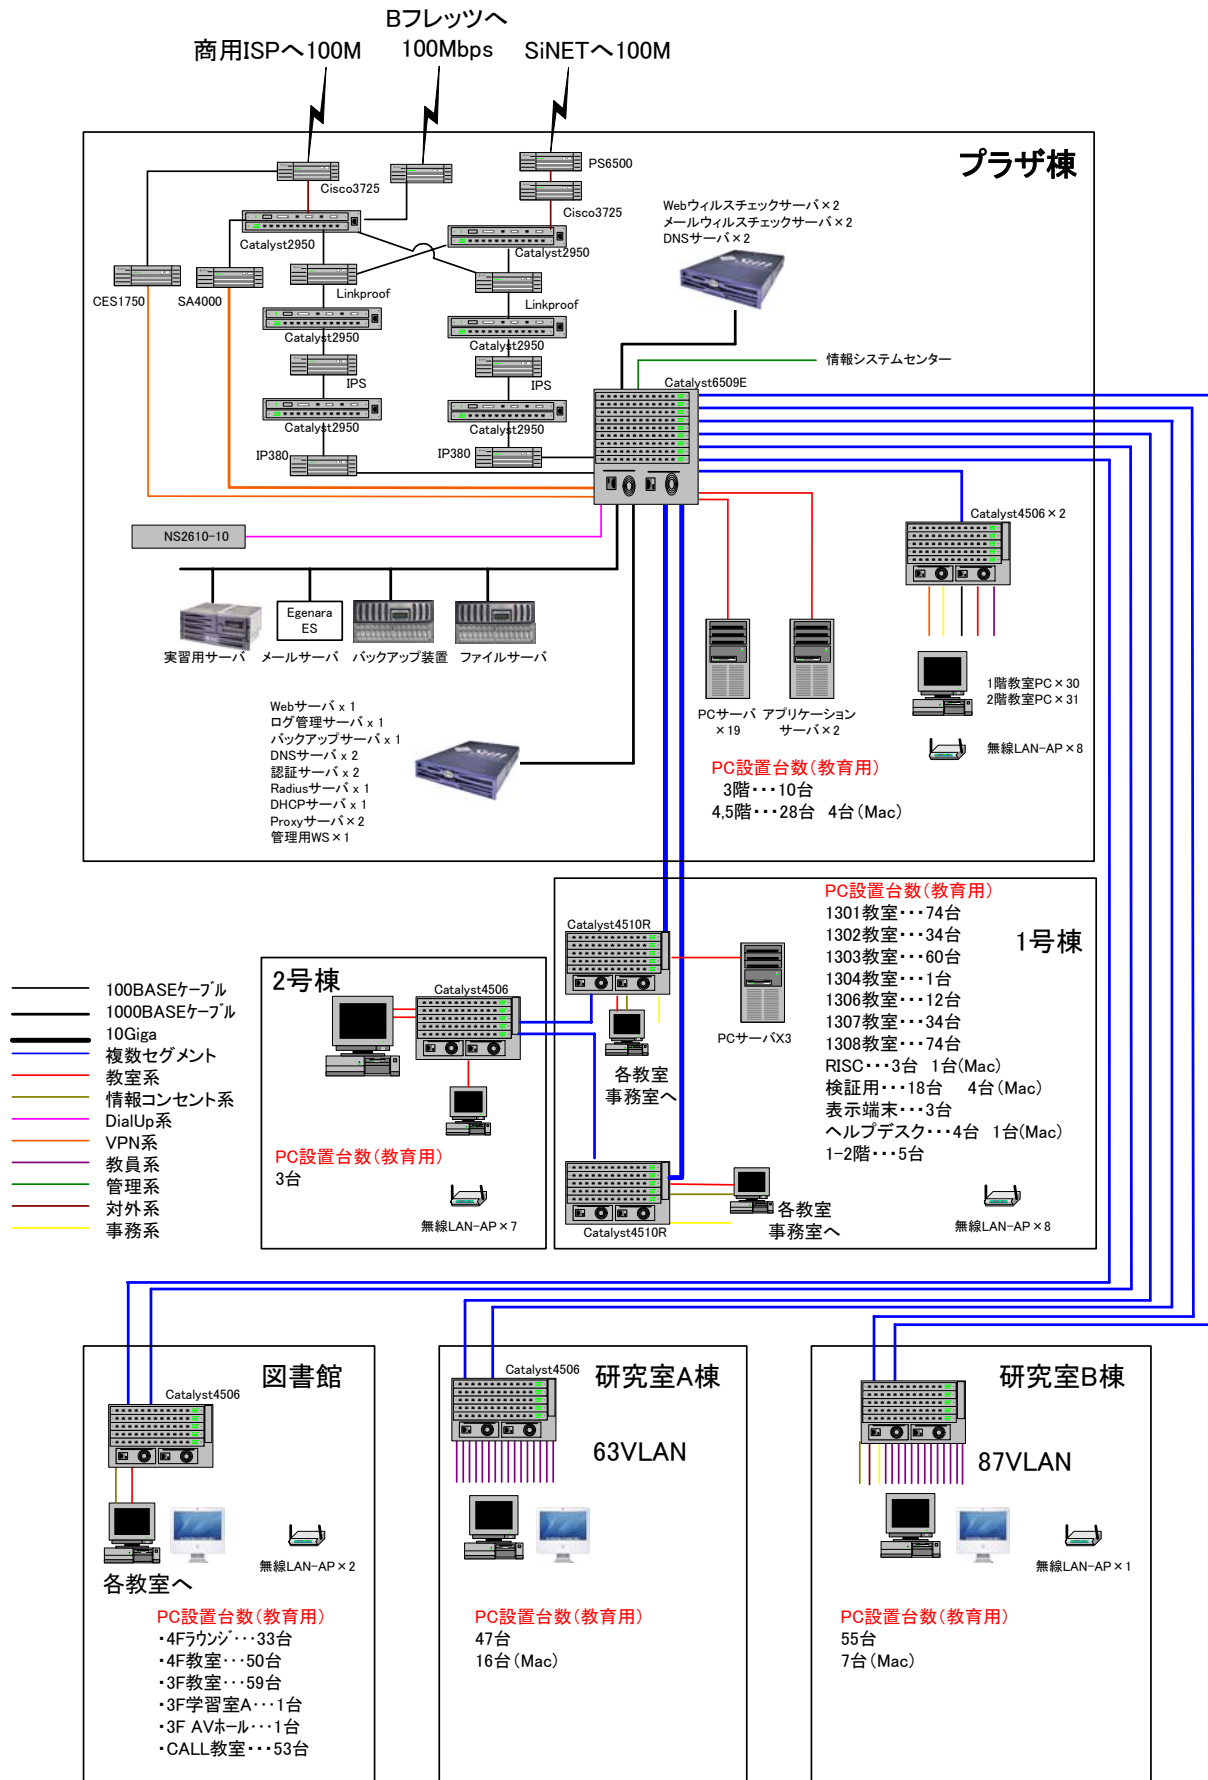 Bフレッツへ
100Mbps
商用ISPへ100M
SiNETへ100M
プラザ棟
PS6500
Cisco3725
Cisco3725
Catalyst2950
Catalyst2950
CES1750
SA4000
Linkproof
Linkproof
Catalyst2950
Catalyst2950
IPS
IPS
Catalyst2950
Catalyst2950
IP380
IP380
Webウィルスチェックサーバ×2
メールウィルスチェックサーバ×2
DNSサーバ×2
情報システムセンター
Catalyst6509E
NS2610-10
Egenara
ES
実習用サーバ
メールサーバ
バックアップ装置
ファイルサーバ
Webサーバ x 1
ログ管理サーバ x 1
バックアップサーバ x 1
DNSサーバ x 2
認証サーバ x 2
Radiusサーバ x 1
DHCPサーバ x 1
Proxyサーバ×2
管理用WS×1
PCサーバ
×19
アプリケーション
サーバ×2
PC設置台数(教育用)
3階・・・10台
4,5階・・・28台 4台(Mac)
Catalyst4506×2
1階教室PC×30
2階教室PC×31
無線LAN-AP×8
100BASEケーブル
1000BASEケーブル
10Giga
複数セグメント
教室系
情報コンセント系
DialUp系
VPN系
教員系
管理系
対外系
事務系
2号棟
Catalyst4506
PC設置台数(教育用)
3台
無線LAN-AP×7
1号棟
Catalyst4510R
PCサーバX3
各教室
事務室へ
Catalyst4510R
各教室
事務室へ
PC設置台数(教育用)
1301教室・・・74台
1302教室・・・34台
1303教室・・・60台
1304教室・・・1台
1306教室・・・12台
1307教室・・・34台
1308教室・・・74台
RISC・・・3台 1台(Mac)
検証用・・・18台 4台(Mac)
表示端末・・・3台
ヘルプデスク・・・4台 1台(Mac)
1-2階・・・5台
無線LAN-AP×8
図書館
Catalyst4506
各教室へ
無線LAN-AP×2
PC設置台数(教育用)
・4Fラウンジ・・・33台
・4F教室・・・50台
・3F教室・・・59台
・3F学習室A・・・1台
・3F AVホール・・・1台
・CALL教室・・・53台
研究室A棟
Catalyst4506
63VLAN
PC設置台数(教育用)
47台
16台(Mac)
研究室B棟
87VLAN
無線LAN-AP×1
PC設置台数(教育用)
55台
7台(Mac)